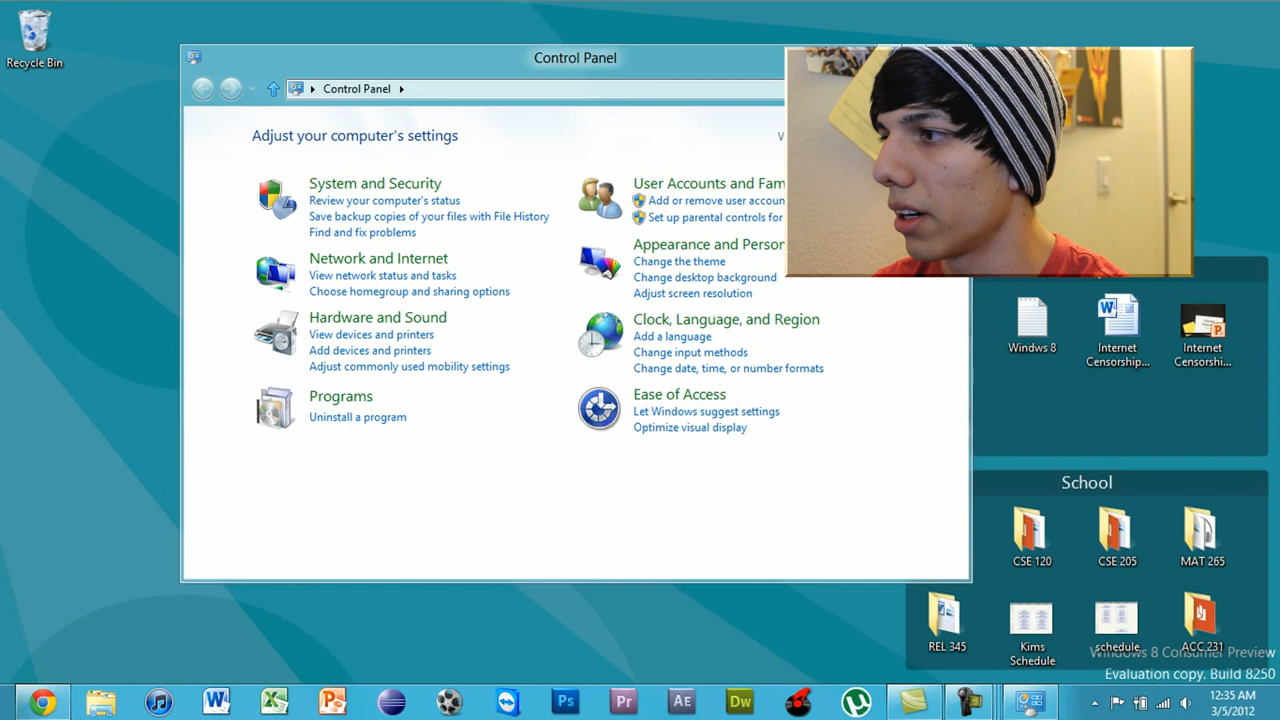 Recycle Bin
Control Panel
Control Panel
Adjust your computer's settings
V
System and Security
Review your computer's status
Save backup copies of your files with File History
Find and fix problems
Network and Internet
View network status and tasks
Choose homegroup and sharing options
Hardware and Sound
View devices and printers
Add devices and printers
Adjust commonly used mobility settings
Programs
Uninstall a program
User Accounts and Fam
Add or remove user accoun
Set up parental controls for
Appearance and Person
Change the theme
Change desktop background
Adjust screen resolution
Clock, Language, and Region
Add a language
Change input methods
Change date, time, or number formats
Ease of Access
Let Windows suggest settings
Optimize visual display
Windws 8
Internet
Censorship...
Internet
Censorshi...
School
CSE 120
CSE 205
MAT 265
REL 345
Kims
Schedule
schedule
ACC 231
Windows 8 Consumer Preview
Evaluation copy. Build 8250
Ps
Pr
AE
Dw
12:35 AM
3/5/2012